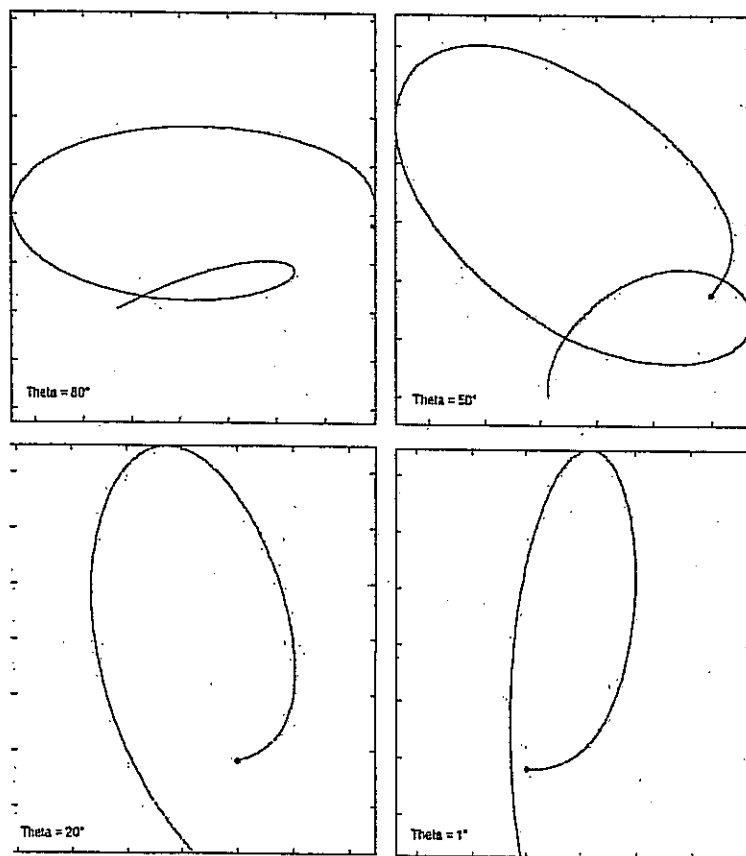 Theta = 80°
Theta = 50°
Theta = 20°
Theta = 1°